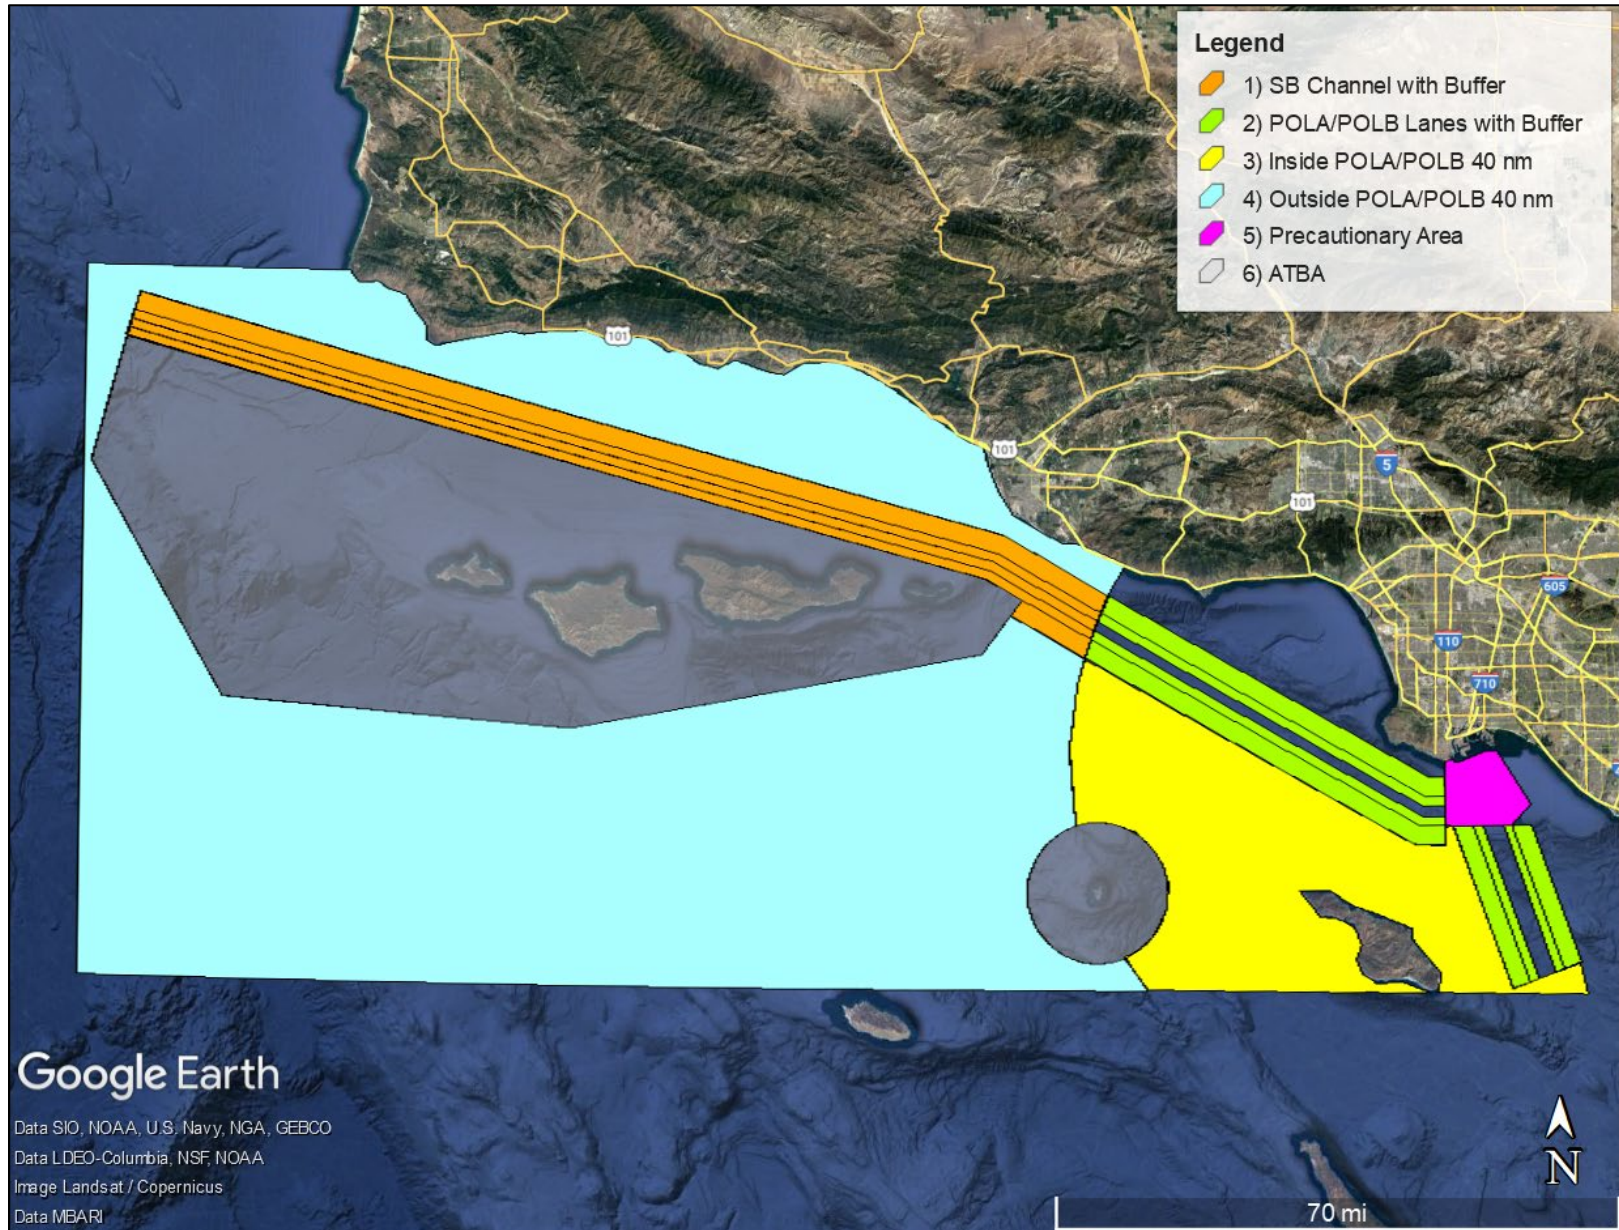 Legend
1) SB Channel with Buffer
2) POLA/POLB Lanes with Buffer
3) Inside POLA/POLB 40 nm
4) Outside POLA/POLB 40 nm
5) Precautionary Area
6) ATBA
101
101
5
101
605
110
710
Google Earth
Data SIO, NOAA, U.S. Navy, NGA, GEBCO
Data LDEO-Columbia, NSF, NOAA
Image Landsat / Copernicus
Data MBARI
N
70 mi